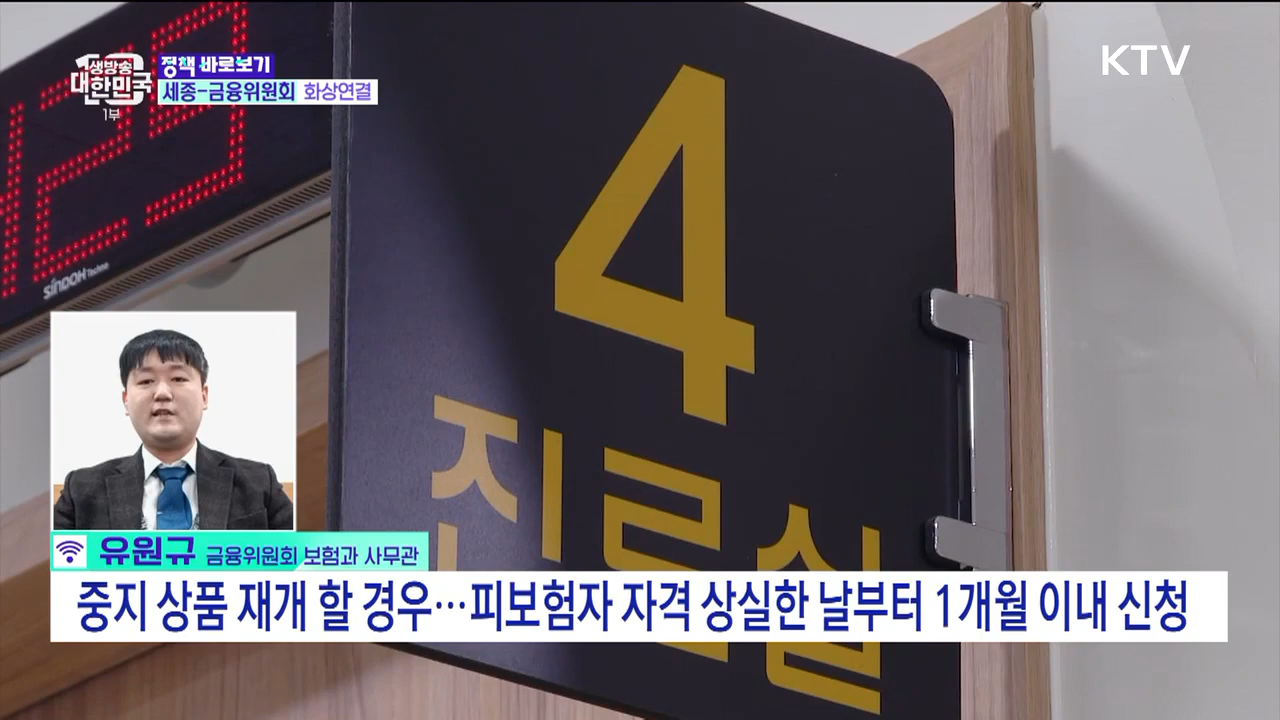 생방송
대한민국
1부
정책 바로보기
세종-금융위원회 화상연결
KTV
125
SINDOH Techno
4
진료실
유원규 금융위원회 보험과 사무관
중지 상품 재개 할 경우…피보험자 자격 상실한 날부터 1개월 이내 신청